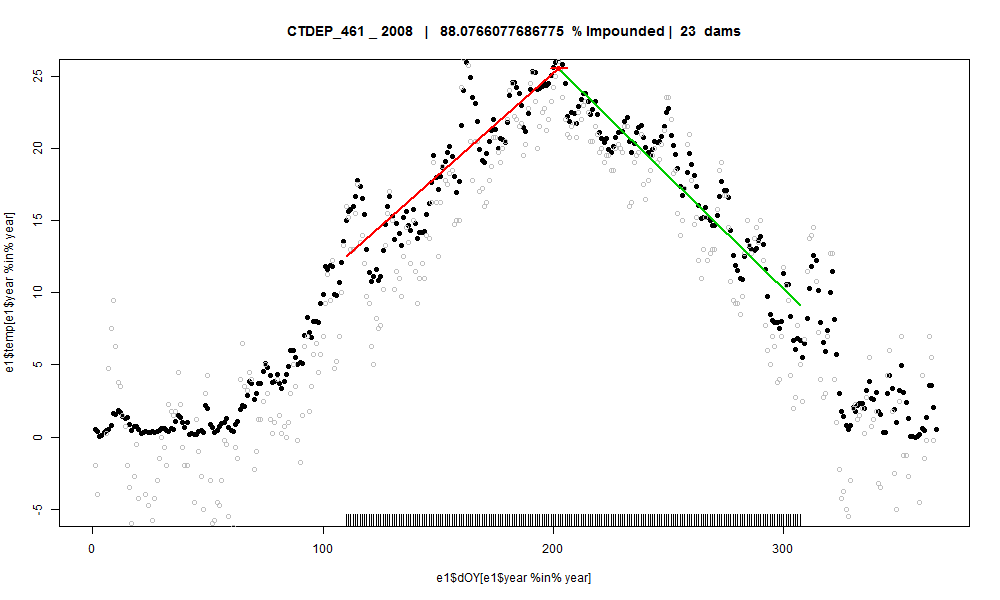 CTDEP_461 _ 2008 | 88.0766077686775 % Impounded | 23 dams
25
20
15
10
5
0
-5
e1$temp[e1$year %in% year]
0 100 200 300
e1$dOY[e1$year %in% year]